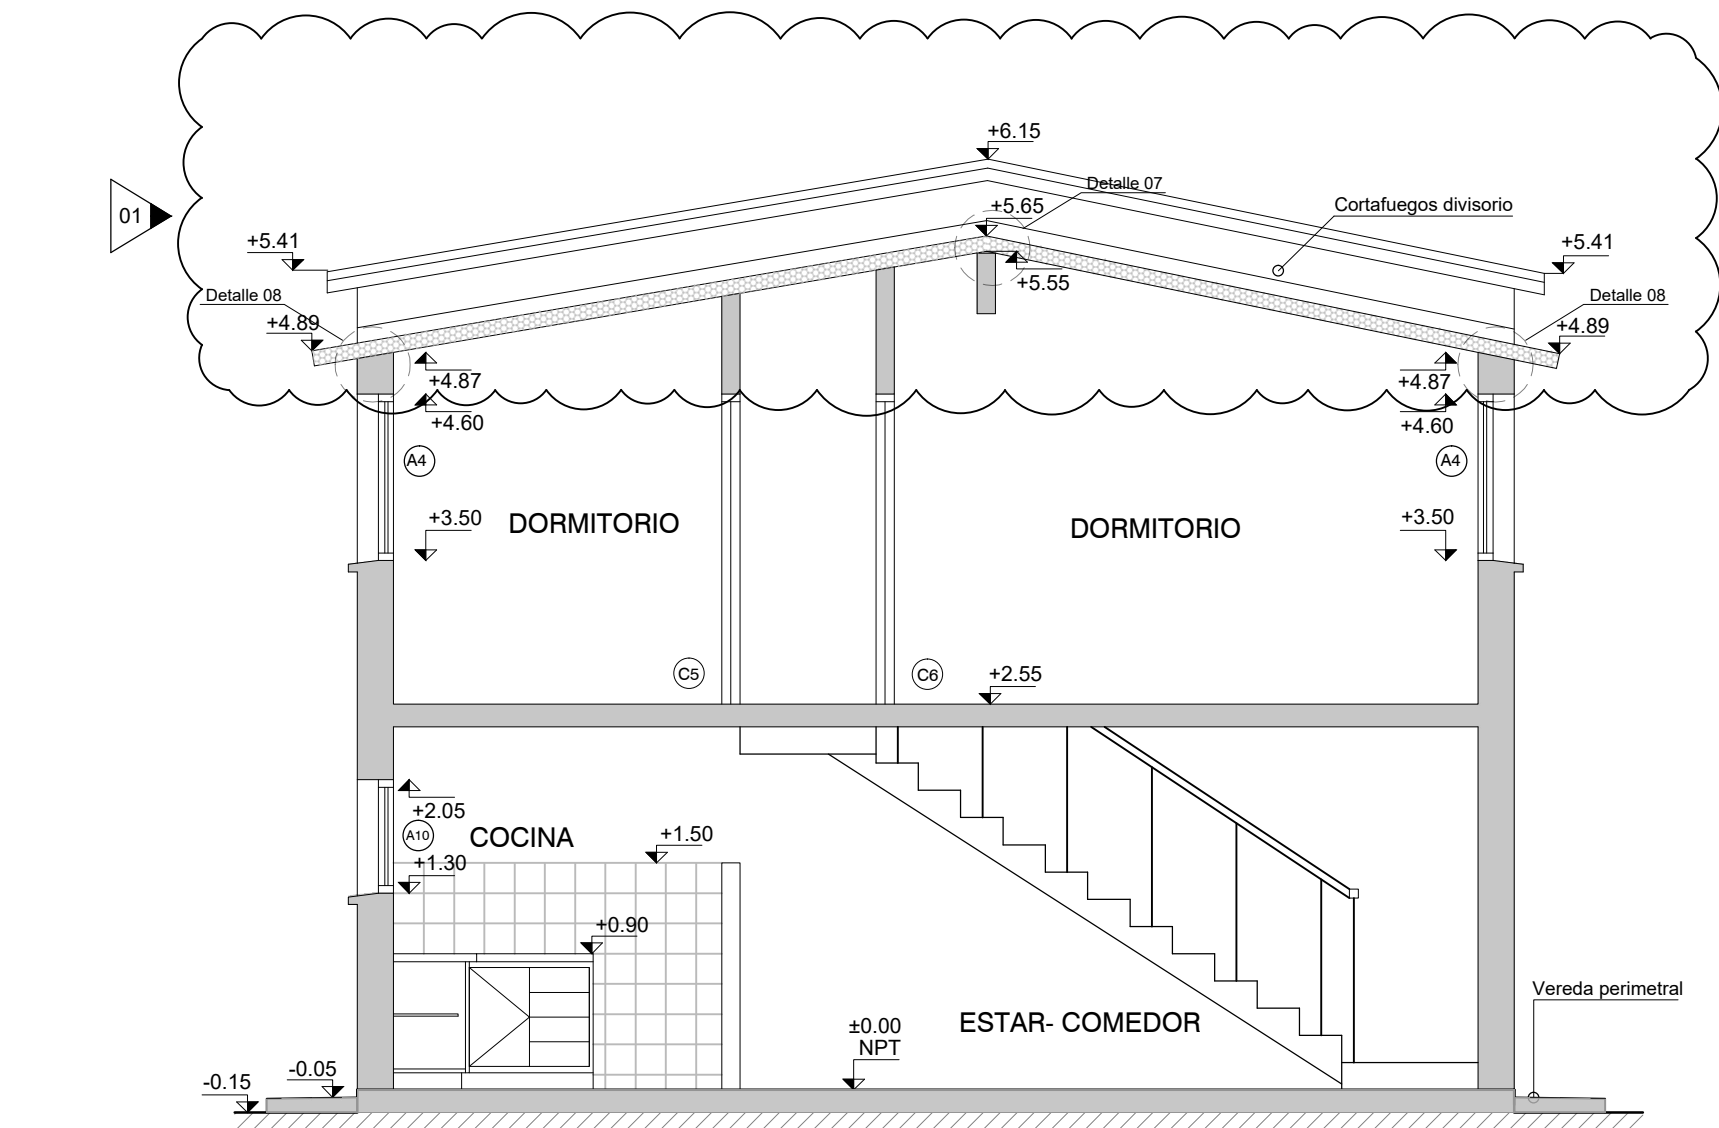 +6.15
Detalle 07
01
+5.65
Cortafuegos divisorio
+5.41
+5.41
+5.55
Detalle 08
Detalle 08
+4.89
+4.89
+4.87
+4.87
+4.60
+4.60
A4
A4
+3.50
DORMITORIO
DORMITORIO
+3.50
C5
C6
+2.55
+2.05
A10
COCINA
+1.50
+1.30
+0.90
Vereda perimetral
±0.00
NPT
ESTAR- COMEDOR
-0.15
-0.05